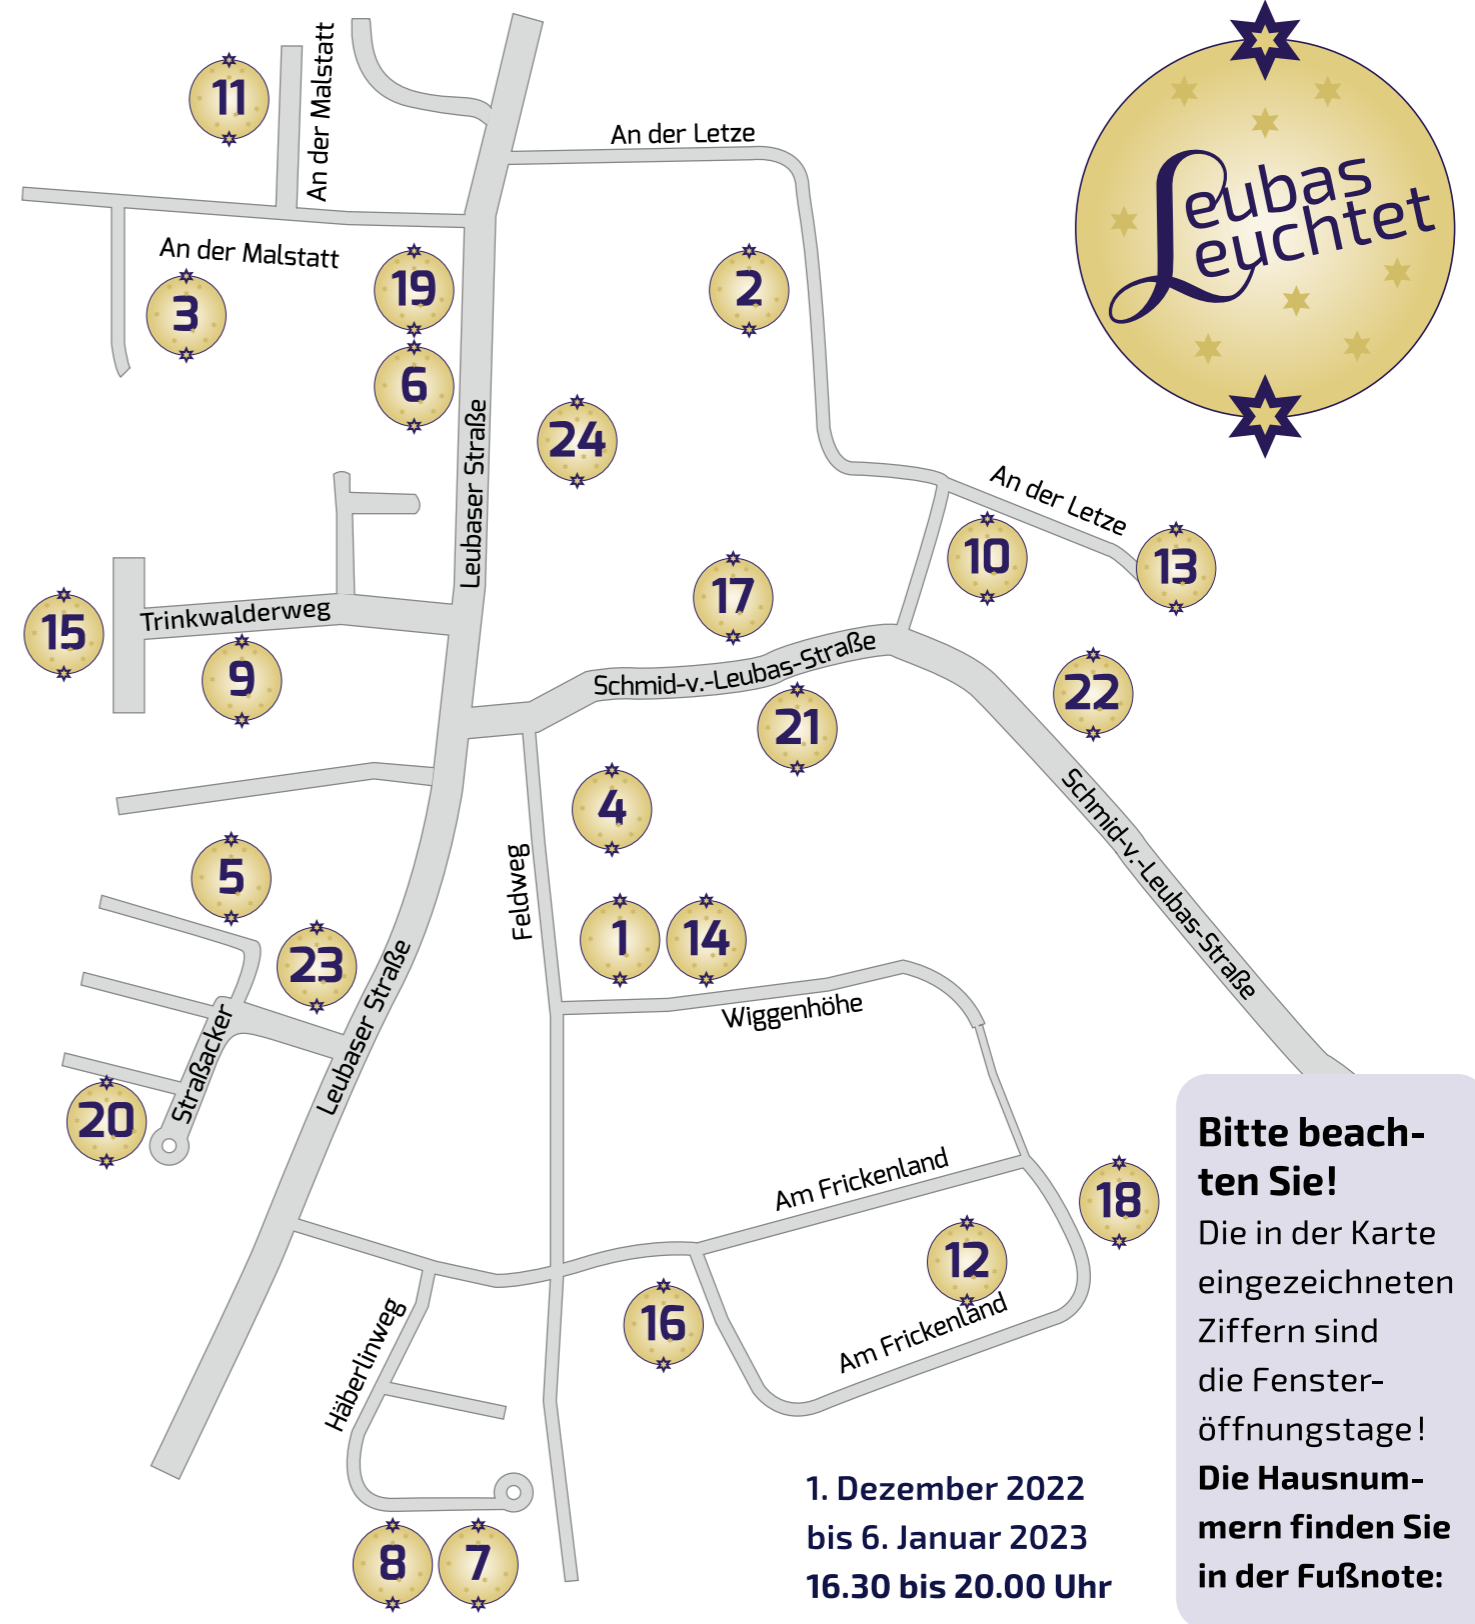 11
An der Malstatt
An der Letze
Leubas
Leuchtet
An der Malstatt
3
19
6
2
24
Leubaser Straße
An der Letze
10
13
17
15
Trinkwalderweg
9
Schmid-v.-Leubas-Straße
22
21
4
Schmid-v.-Leubas-Straße
5
Feldweg
1
14
23
Leubaser Straße
Wiggenhöhe
Straßacker
20
Am Frickenland
18
12
16
Am Frickenland
Häberlinweg
8
7
1. Dezember 2022
bis 6. Januar 2023
16.30 bis 20.00 Uhr
Bitte beach-
ten Sie!
Die in der Karte
eingezeichneten
Ziffern sind
die Fenster-
öffnungstage!
Die Hausnum-
mern finden Sie
in der Fußnote: